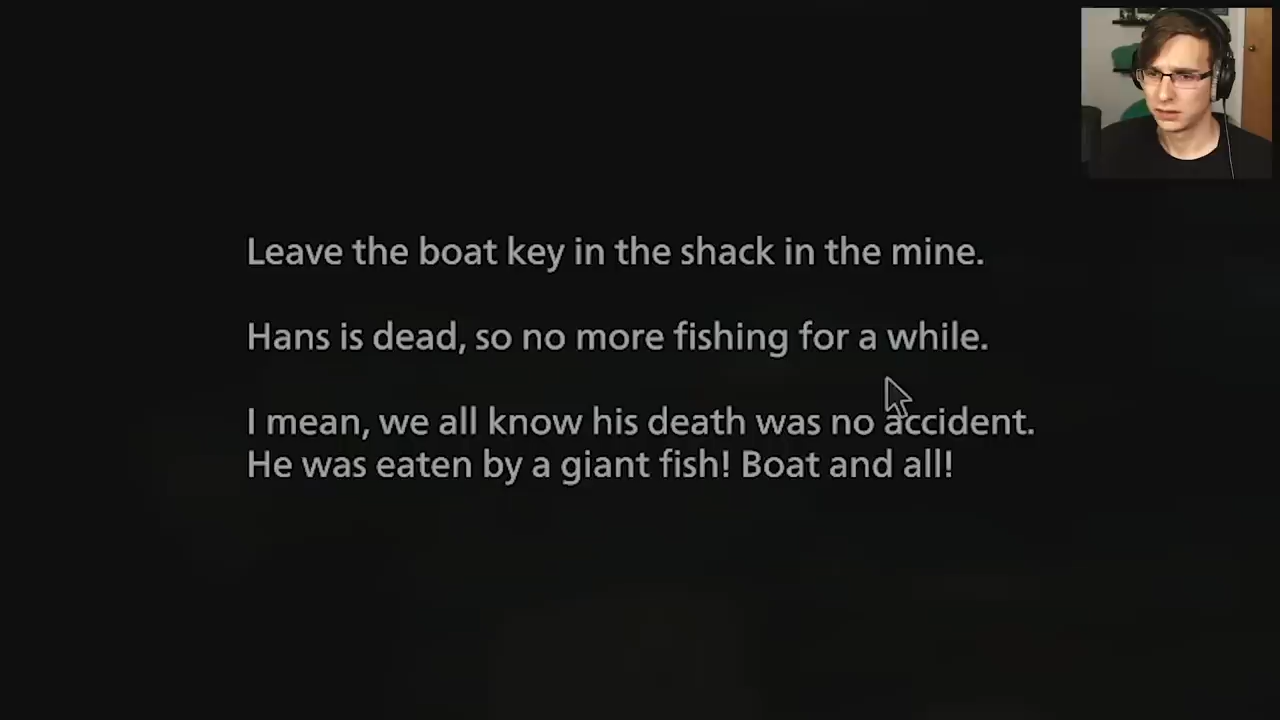 Leave the boat key in the shack in the mine.
Hans is dead, so no more fishing for a while.
I mean, we all know his death was no accident.
He was eaten by a giant fish! Boat and all!